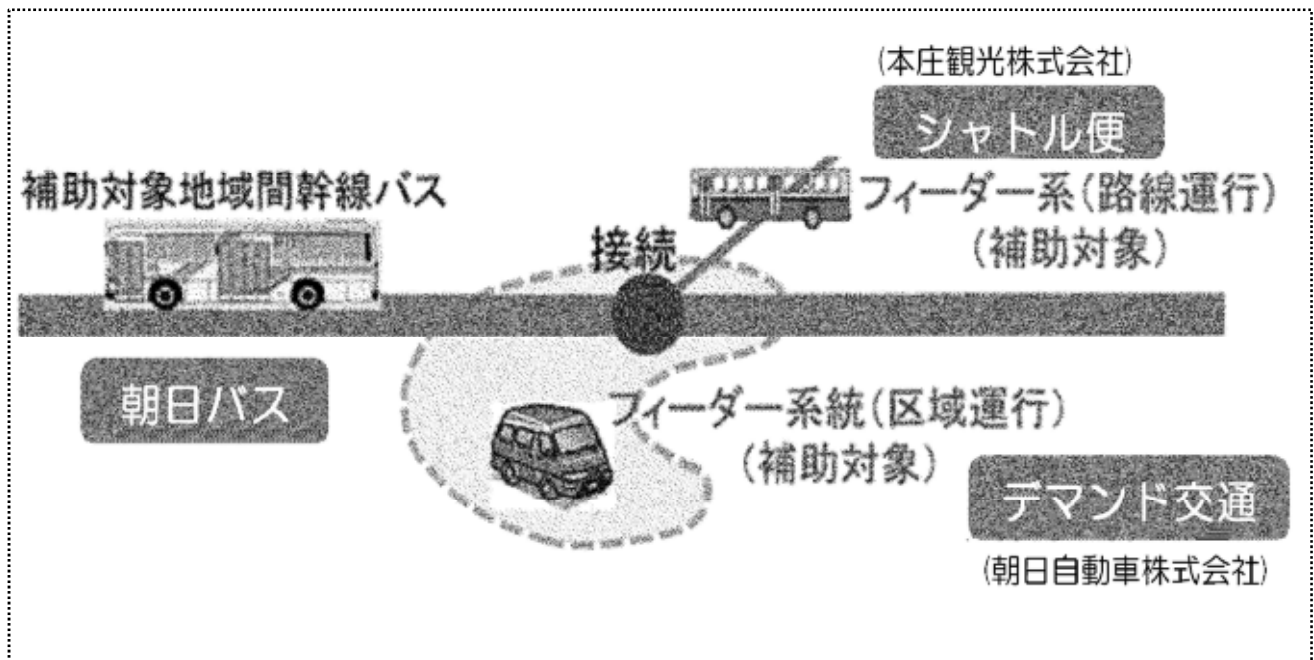 (本庄観光株式会社)
シャトル便
補助対象地域間幹線バス
フィーダー系(路線運行)
(補助対象)
接続
朝日バス
フィーダー系統(区域運行)
(補助対象)
デマンド交通
(朝日自動車株式会社)